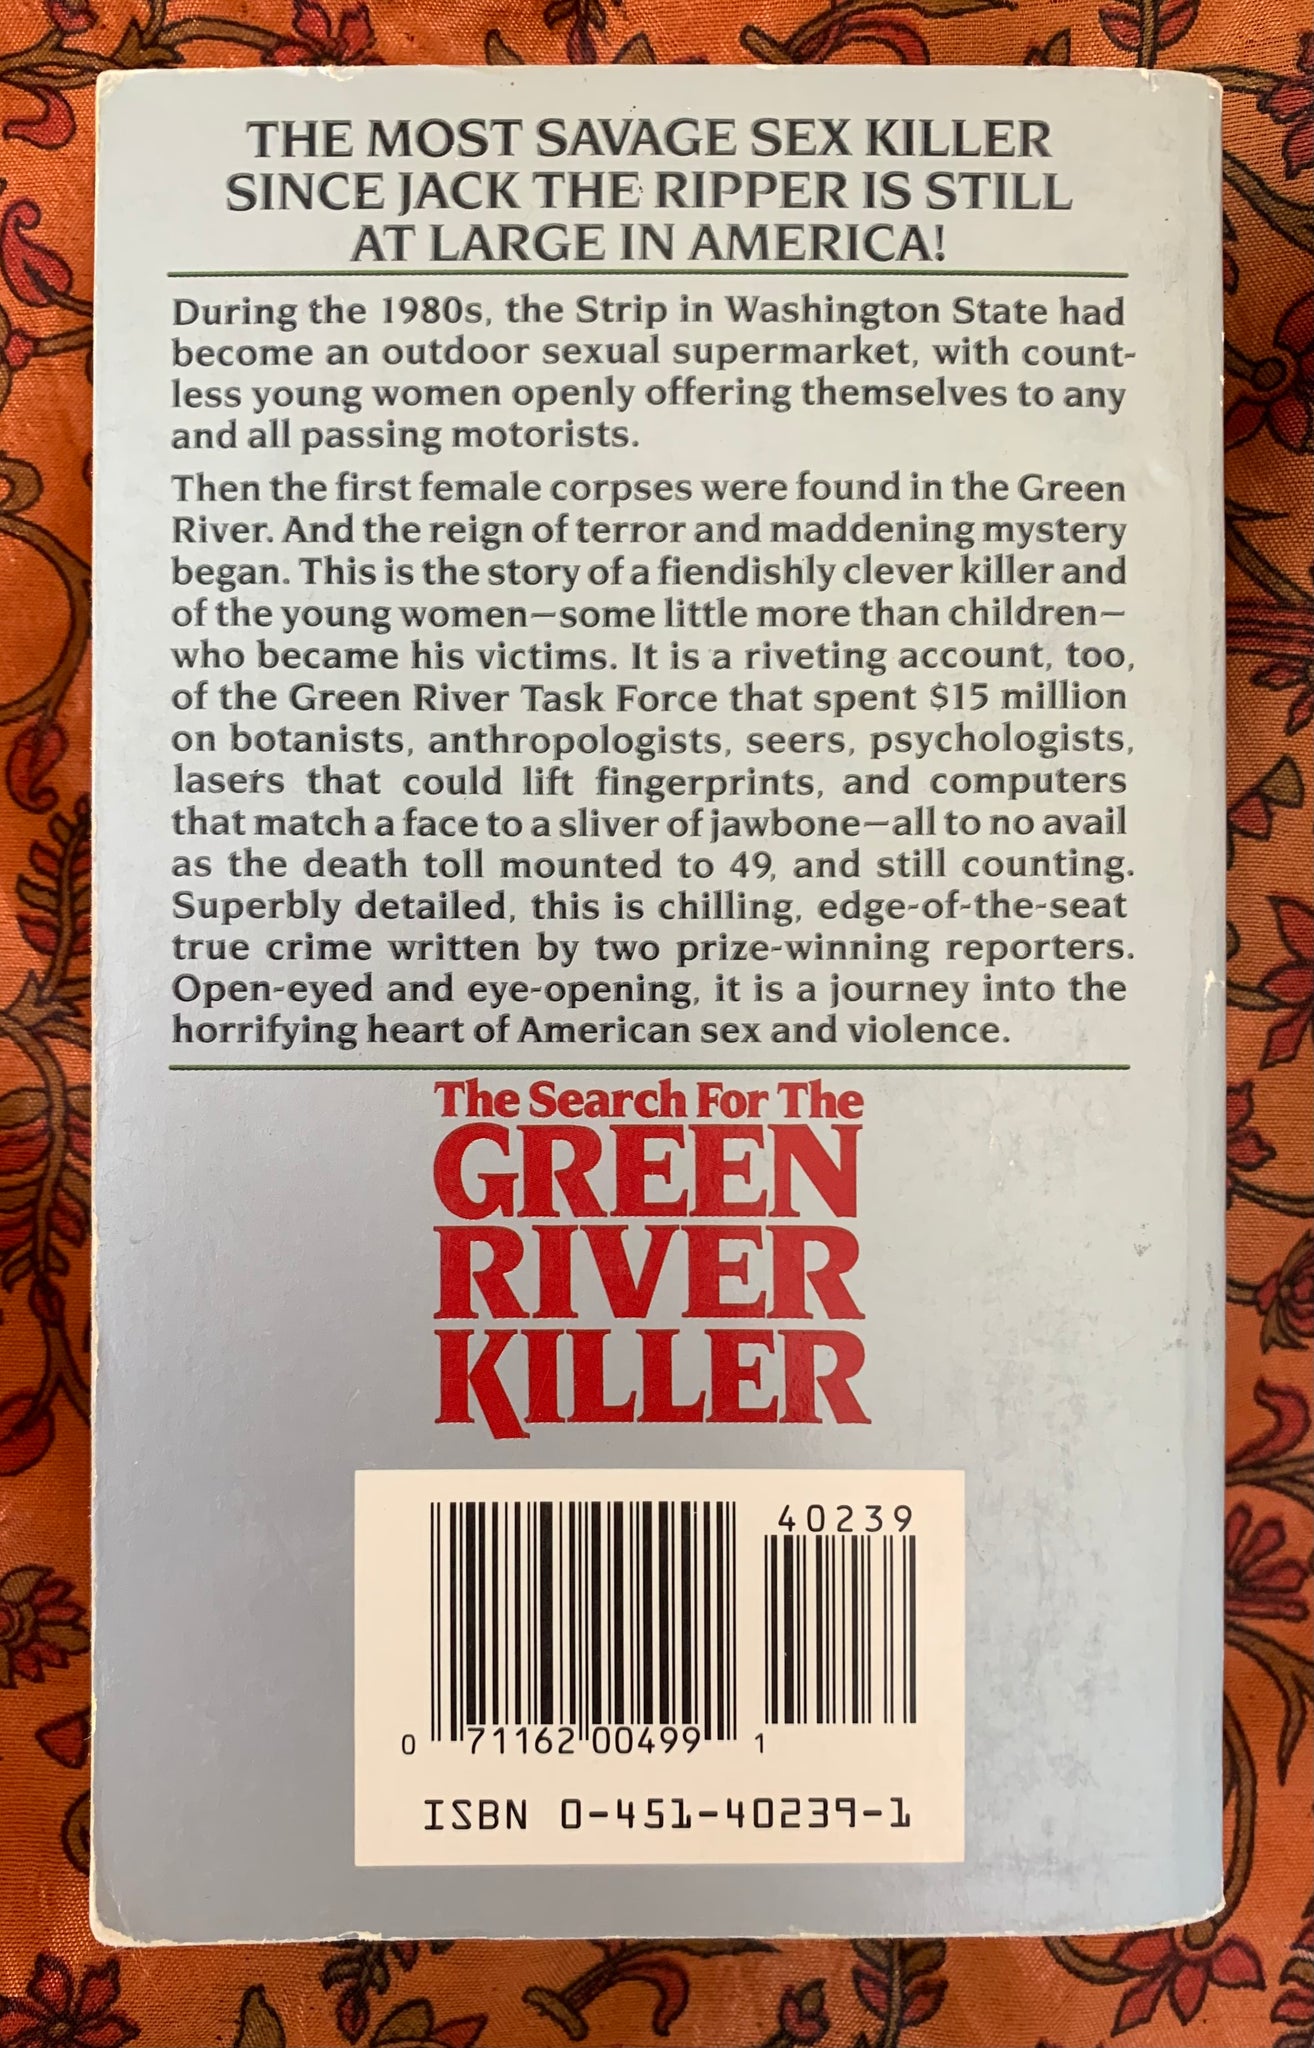 THE MOST SAVAGE SEX KILLER
SINCE JACK THE RIPPER IS STILL
AT LARGE IN AMERICA!
During the 1980s, the Strip in Washington State had
become an outdoor sexual supermarket, with count-
less young women openly offering themselves to any
and all passing motorists.
Then the first female corpses were found in the Green
River. And the reign of terror and maddening mystery
began. This is the story of a fiendishly clever killer and
of the young women—some little more than children—
who became his victims. It is a riveting account, too,
of the Green River Task Force that spent $15 million
on botanists, anthropologists, seers, psychologists,
lasers that could lift fingerprints, and computers
that match a face to a sliver of jawbone—all to no avail
as the death toll mounted to 49, and still counting.
Superbly detailed, this is chilling, edge-of-the-seat
true crime written by two prize-winning reporters.
Open-eyed and eye-opening, it is a journey into the
horrifying heart of American sex and violence.
The Search For The
GREEN
RIVER
KILLER
40239
0 71162 00499 1
ISBN 0-451-40239-1